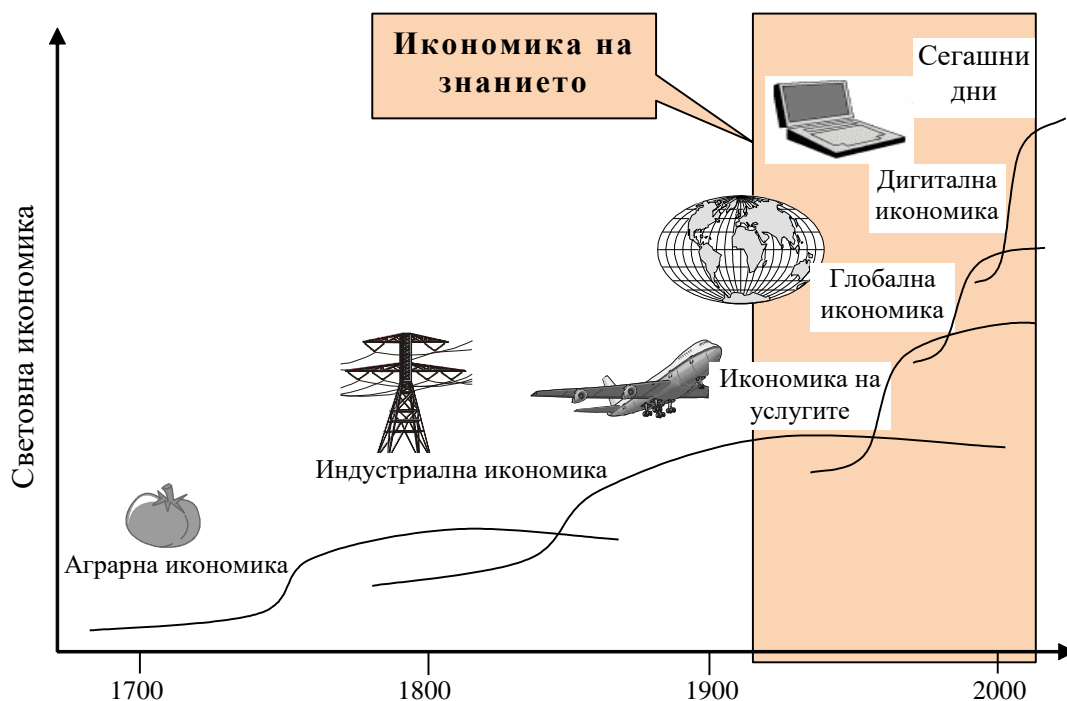 Икономика на
знанието
Сегашни
дни
Дигитална
икономика
Глобална
икономика
Икономика на
услугите
Индустриална икономика
Аграрна икономика
Световна икономика
1700
1800
1900
2000